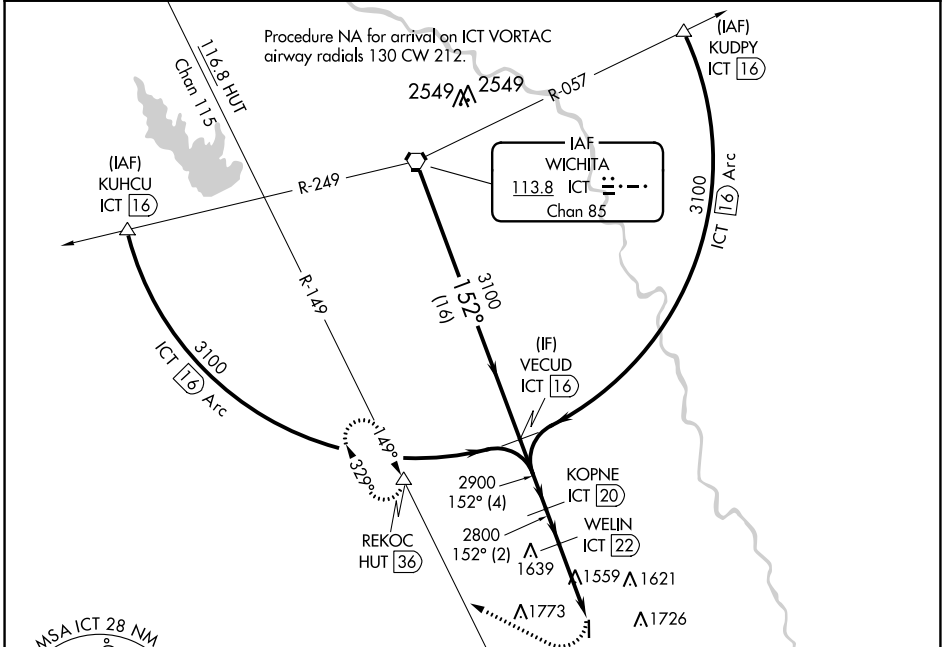 Procedure NA for arrival on ICT VORTAC
airway radials 130 CW 212.
116.8 HUT
Chan 115
2549
2549
R-057
(IAF)
KUDPY
ICT 16
IAF
WICHITA
113.8 ICT
Chan 85
(IAF)
KUHCU
ICT 16
R-249
3100
ICT 16 Arc
R-149
3100
152°
(16)
3100
ICT 16 Arc
(IF)
VECUD
ICT 16
149°
329°
2900
152° (4)
KOPNE
ICT 20
REKOC
HUT 36
2800
152° (2)
WELIN
ICT 22
1639
1559
1621
1773
1726
MSA ICT 28 NM